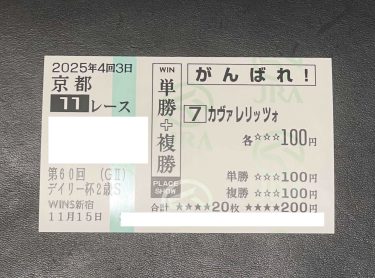 2025年4回3日
京都
11レース
第60回 (GⅡ)
デイリー杯2歳S
WINS新宿
11月15日
WIN
単勝+複勝
PLACE
SHOW
がんばれ!
7 カヴァレリッツォ
各☆☆☆100円
単勝 ☆☆☆100円
複勝 ☆☆☆100円
合計 ★★★★20枚 ★★★★200円
JRA